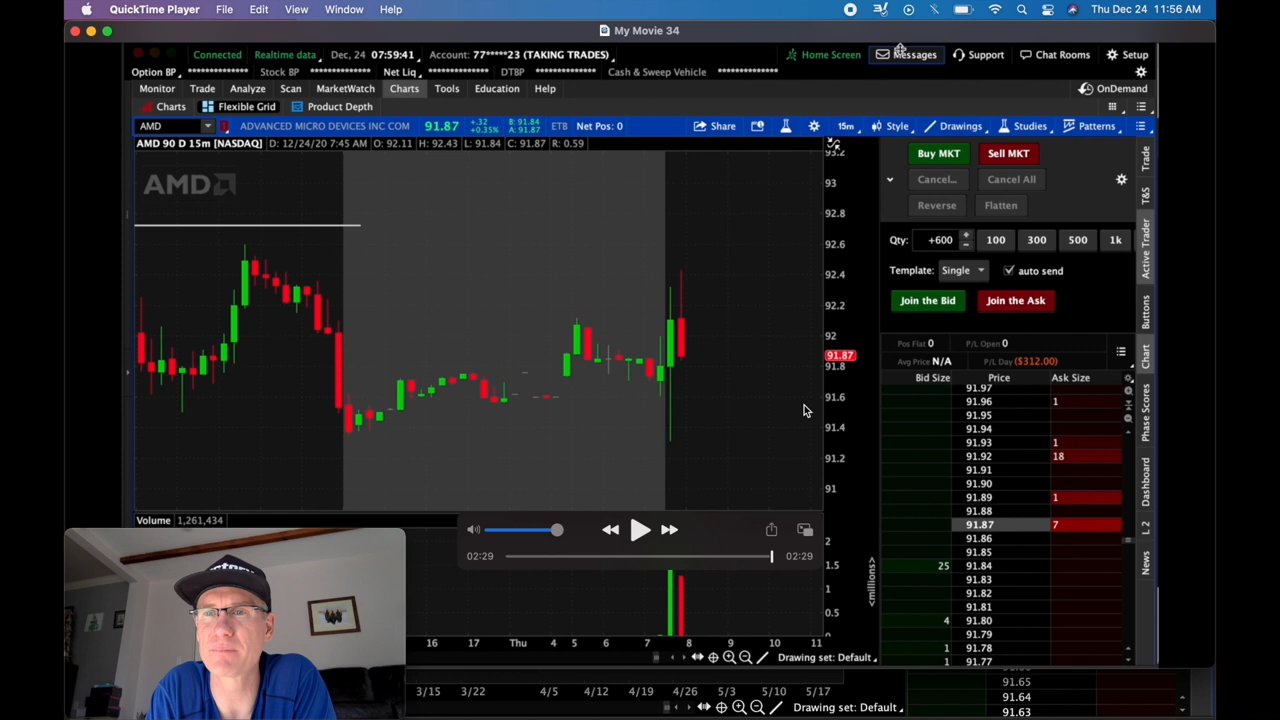 QuickTime Player File Edit View Window Help Thu Dec 24 11:56 AM
My Movie 34
Connected Realtime data Dec, 24 07:59:41 Account: 77*****23 (TAKING TRADES) Home Screen Messages Support Chat Rooms Setup
Option BP ************** Stock BP ************** Net Liq ************** DTBP ************** Cash & Sweep Vehicle **************
Monitor Trade Analyze Scan MarketWatch Charts Tools Education Help OnDemand
Charts Flexible Grid Product Depth
AMD ADVANCED MICRO DEVICES INC COM 91.87 +.32 +0.35% B: 91.84 A: 91.87 ETB Net Pos: 0 Share 15m Style Drawings Studies Patterns
AMD 90 D 15m [NASDAQ] D: 12/24/20 7:45 AM O: 92.11 H: 92.43 L: 91.84 C: 91.87 R: 0.59
AMD
93.2
93
92.8
92.6
92.4
92.2
92
91.87
91.8
91.6
91.4
91.2
91
Buy MKT Sell MKT
Cancel... Cancel All
Reverse Flatten
Qty: +600 100 300 500 1k
Template: Single auto send
Join the Bid Join the Ask
Pos Flat 0 P/L Open 0
Avg Price N/A P/L Day ($312.00)
Bid Size Price Ask Size
91.97
91.96 1
91.95
91.94
91.93 1
91.92 18
91.91
91.90
91.89 1
91.88
91.87 7
91.86
91.85
25 91.84
91.83
91.82
91.81
4 91.80
91.79
1 91.78
1 91.77
Trade
T&S
Active Trader
Buttons
Chart
Phase Scores
Dashboard
L 2
News
Volume 1,261,434
02:29 02:29
2
1.5
1
0.5
0
<millions>
16 17 Thu 4 5 6 7 8 9 10 11
Drawing set: Default
3/15 3/22 4/5 4/12 4/19 4/26 5/3 5/10 5/17
Drawing set: Default
91.65
91.64
91.63